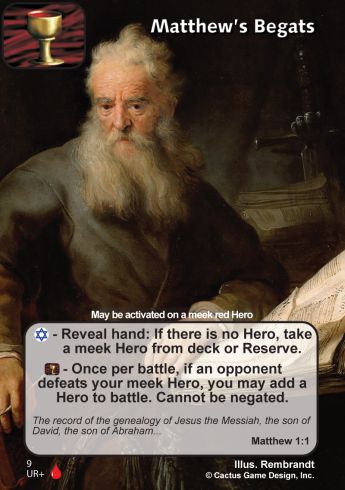 Matthew's Begats
May be activated on a meek red Hero
- Reveal hand: If there is no Hero, take
a meek Hero from deck or Reserve.
- Once per battle, if an opponent
defeats your meek Hero, you may add a
Hero to battle. Cannot be negated.
The record of the genealogy of Jesus the Messiah, the son of
David, the son of Abraham...
Matthew 1:1
9
UR+
Illus. Rembrandt
© Cactus Game Design, Inc.